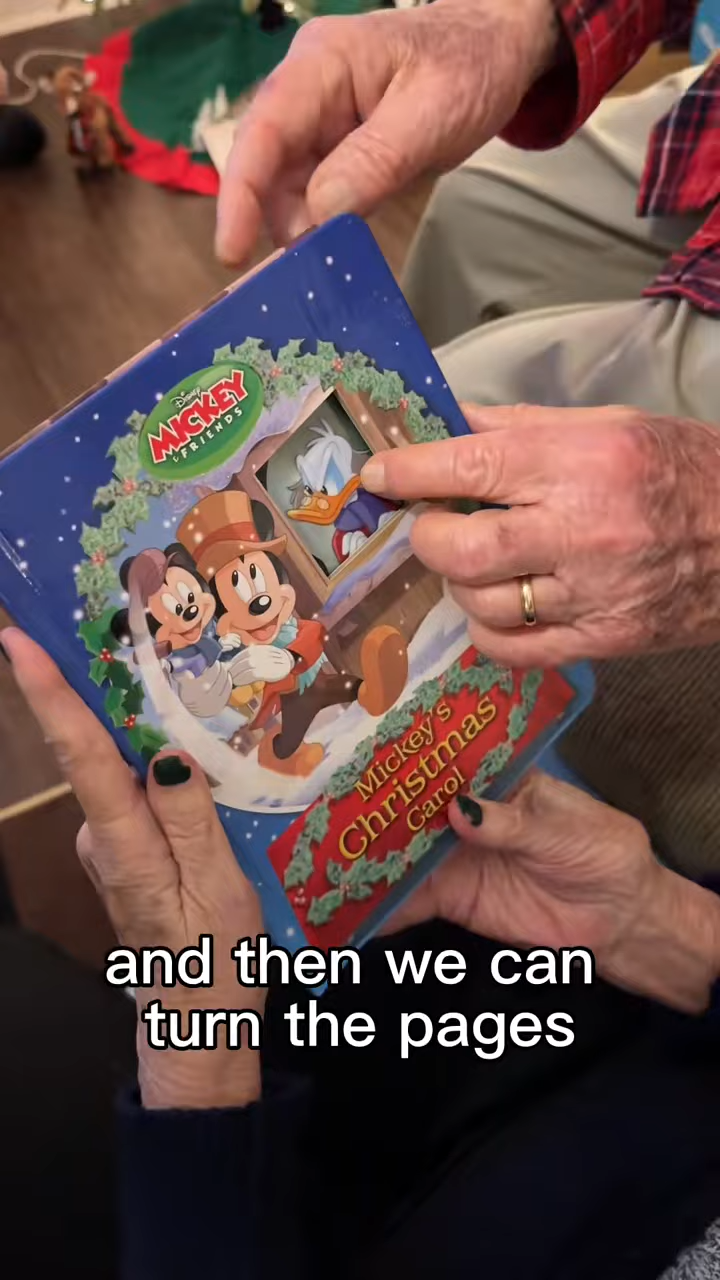 Disney
MICKEY
& FRIENDS
Mickey's
Christmas
Carol
and then we can
turn the pages